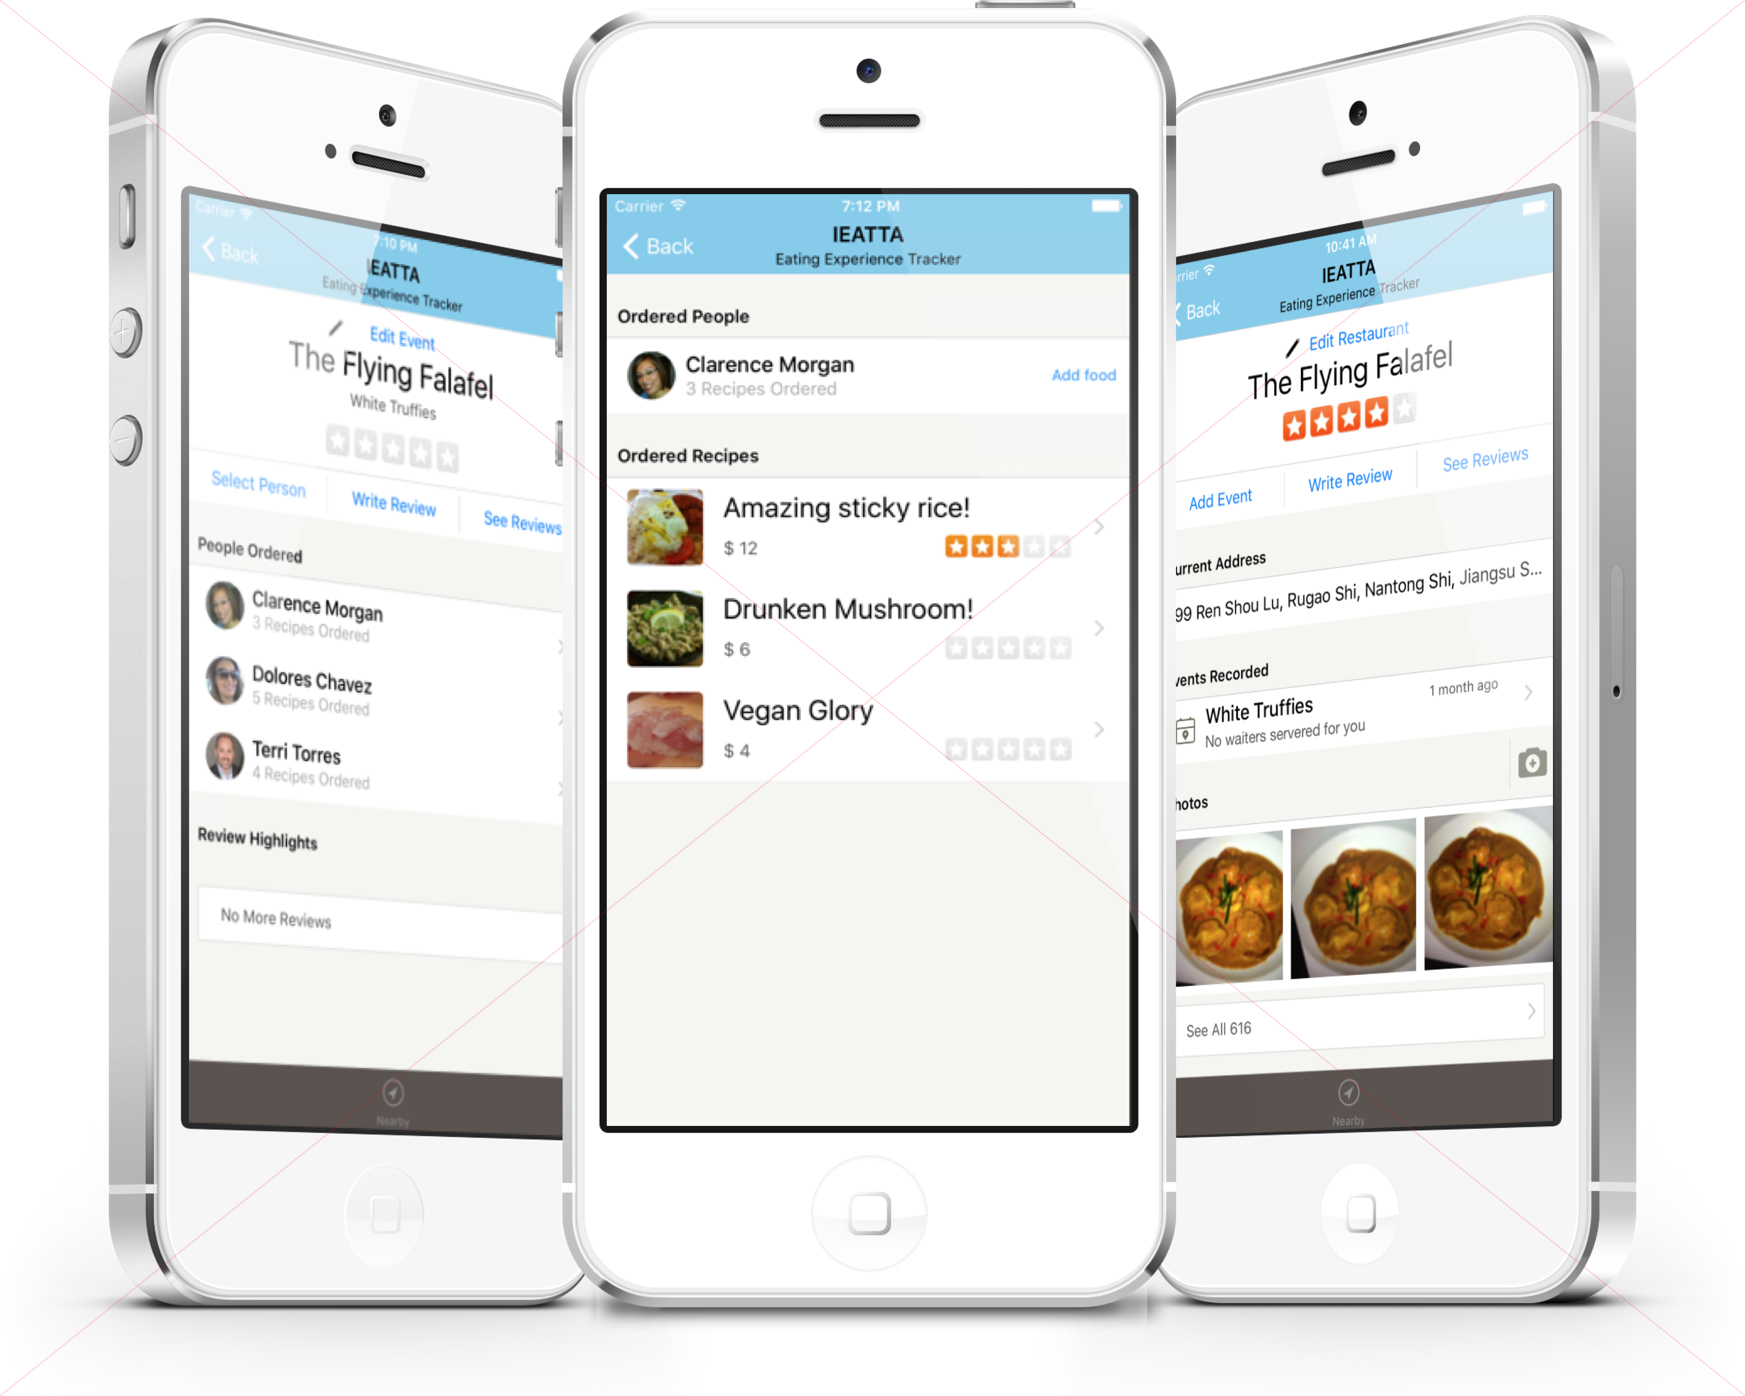 Carrier
7:10 PM
Back
IEATTA
Eating Experience Tracker
Edit Event
The Flying Falafel
White Truffies
Select Person
Write Review
See Reviews
People Ordered
Clarence Morgan
3 Recipes Ordered
Dolores Chavez
5 Recipes Ordered
Terri Torres
4 Recipes Ordered
Review Highlights
No More Reviews
Nearby
Carrier
7:12 PM
Back
IEATTA
Eating Experience Tracker
Ordered People
Clarence Morgan
3 Recipes Ordered
Add food
Ordered Recipes
Amazing sticky rice!
$ 12
Drunken Mushroom!
$ 6
Vegan Glory
$ 4
rrier
10:41 AM
Back
IEATTA
Eating Experience Tracker
Edit Restaurant
The Flying Falafel
Add Event
Write Review
See Reviews
urrent Address
99 Ren Shou Lu, Rugao Shi, Nantong Shi, Jiangsu S...
vents Recorded
White Truffies
1 month ago
No waiters servered for you
hotos
See All 616
Nearby